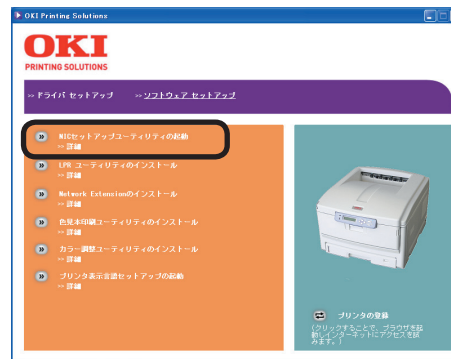 OKI Printing Solutions
OKI
PRINTING SOLUTIONS
» ドライバ セットアップ » ソフトウェア セットアップ
NICセットアップユーティリティの起動
» 詳細
LPR ユーティリティのインストール
» 詳細
Network Extensionのインストール
» 詳細
色見本印刷ユーティリティのインストール
» 詳細
カラー調整ユーティリティのインストール
» 詳細
プリンタ表示言語セットアップの起動
» 詳細
プリンタの登録
(クリックすることで、ブラウザを起
動しインターネットにアクセスを試
みます。)